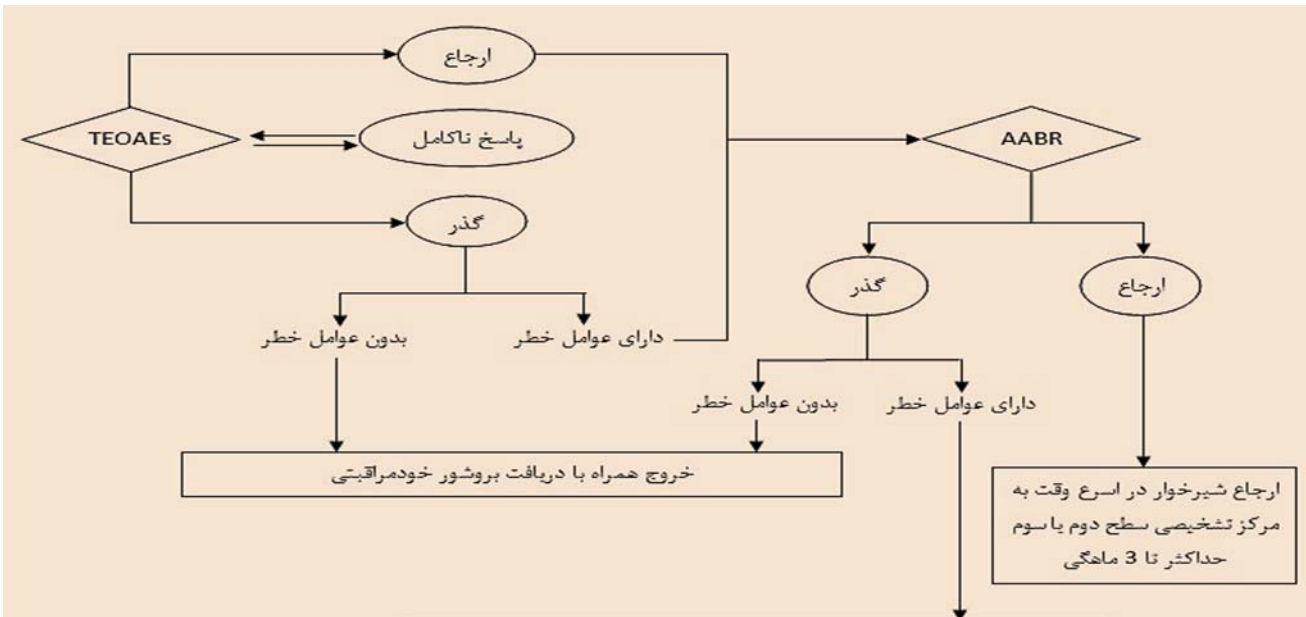 ارجاع
TEOAEs
پاسخ ناکامل
AABR
گذر
گذر
ارجاع
بدون عوامل خطر
دارای عوامل خطر
بدون عوامل خطر
دارای عوامل خطر
خروج همراه با دریافت بروشور خودمراقبتی
ارجاع شیرخوار در اسرع وقت به
مرکز تشخیصی سطح دوم یا سوم
حداکثر تا 3 ماهگی